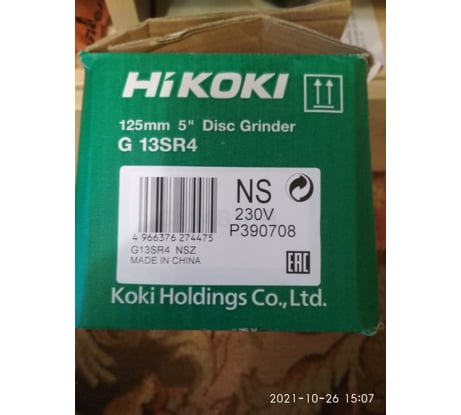 HiKOKI
125mm 5" Disc Grinder
G 13SR4
NS
230V
P390708
4 966376 274475
G13SR4 NSZ
MADE IN CHINA
EAC
Koki Holdings Co., Ltd.
2021-10-26 15:07